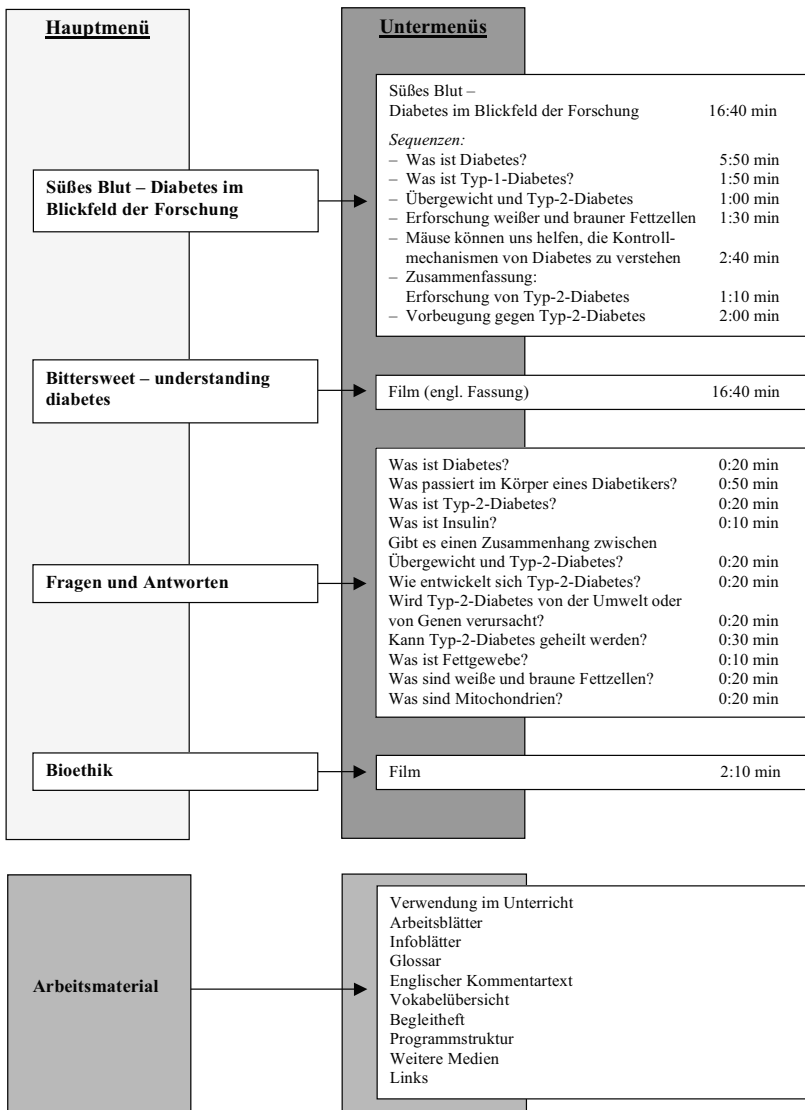 Hauptmenü
Untermenüs
Süßes Blut – Diabetes im
Blickfeld der Forschung
Süßes Blut –
Diabetes im Blickfeld der Forschung 16:40 min
Sequenzen:
– Was ist Diabetes? 5:50 min
– Was ist Typ-1-Diabetes? 1:50 min
– Übergewicht und Typ-2-Diabetes 1:00 min
– Erforschung weißer und brauner Fettzellen 1:30 min
– Mäuse können uns helfen, die Kontroll-
mechanismen von Diabetes zu verstehen 2:40 min
– Zusammenfassung:
Erforschung von Typ-2-Diabetes 1:10 min
– Vorbeugung gegen Typ-2-Diabetes 2:00 min
Bittersweet – understanding
diabetes
Film (engl. Fassung) 16:40 min
Fragen und Antworten
Was ist Diabetes? 0:20 min
Was passiert im Körper eines Diabetikers? 0:50 min
Was ist Typ-2-Diabetes? 0:20 min
Was ist Insulin? 0:10 min
Gibt es einen Zusammenhang zwischen
Übergewicht und Typ-2-Diabetes? 0:20 min
Wie entwickelt sich Typ-2-Diabetes? 0:20 min
Wird Typ-2-Diabetes von der Umwelt oder
von Genen verursacht? 0:20 min
Kann Typ-2-Diabetes geheilt werden? 0:30 min
Was ist Fettgewebe? 0:10 min
Was sind weiße und braune Fettzellen? 0:20 min
Was sind Mitochondrien? 0:20 min
Bioethik
Film 2:10 min
Arbeitsmaterial
Verwendung im Unterricht
Arbeitsblätter
Infoblätter
Glossar
Englischer Kommentartext
Vokabelübersicht
Begleitheft
Programmstruktur
Weitere Medien
Links